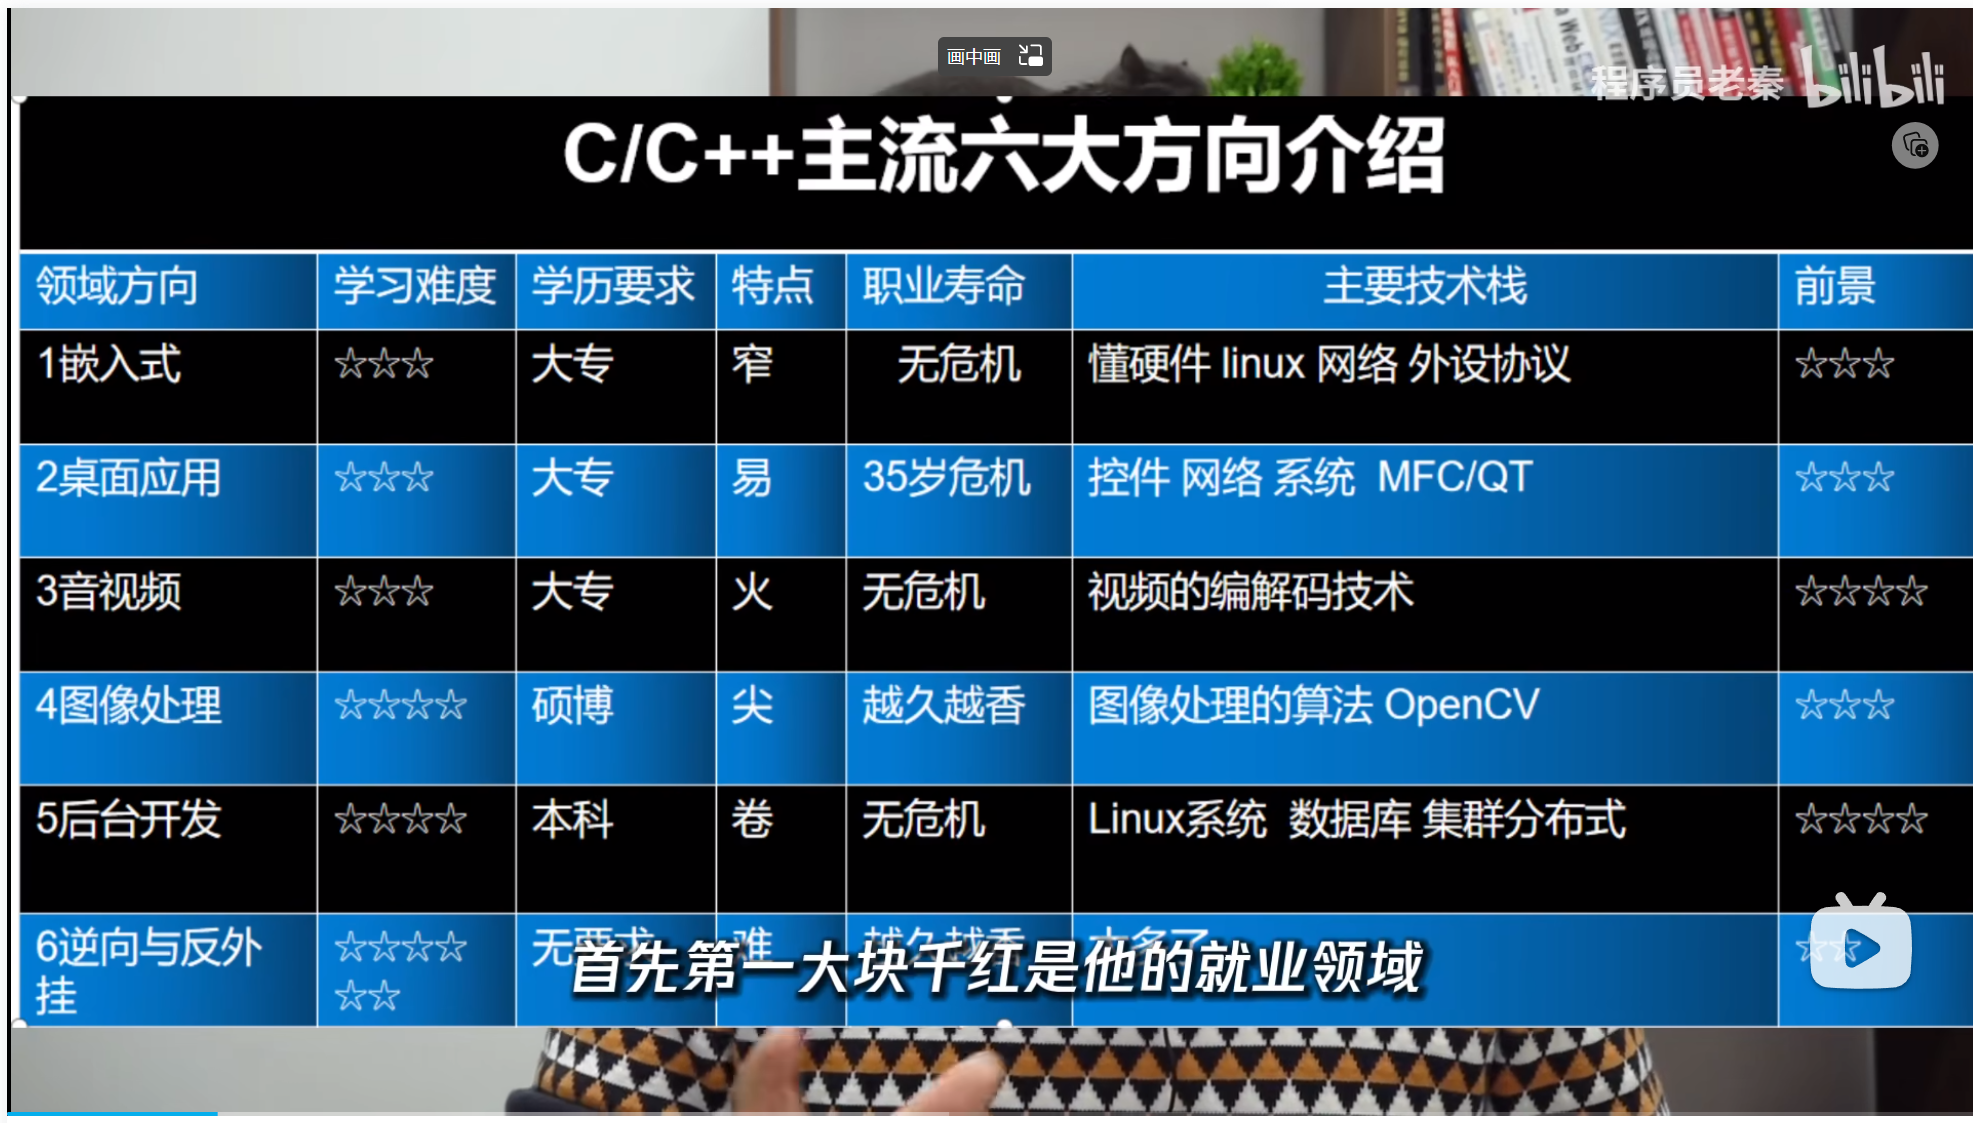 画中画
程序员老秦 bilibili
C/C++主流六大方向介绍
领域方向 学习难度 学历要求 特点 职业寿命 主要技术栈 前景
1嵌入式 ☆☆☆ 大专 窄 无危机 懂硬件 linux 网络 外设协议 ☆☆☆
2桌面应用 ☆☆☆ 大专 易 35岁危机 控件 网络 系统 MFC/QT ☆☆☆
3音视频 ☆☆☆ 大专 火 无危机 视频的编解码技术 ☆☆☆☆
4图像处理 ☆☆☆☆ 硕博 尖 越久越香 图像处理的算法 OpenCV ☆☆☆
5后台开发 ☆☆☆☆ 本科 卷 无危机 Linux系统 数据库 集群分布式 ☆☆☆☆
6逆向与反外 ☆☆☆☆ 无要求 难 越久越香 太多了 ☆☆
挂 ☆☆
首先第一大块千红是他的就业领域